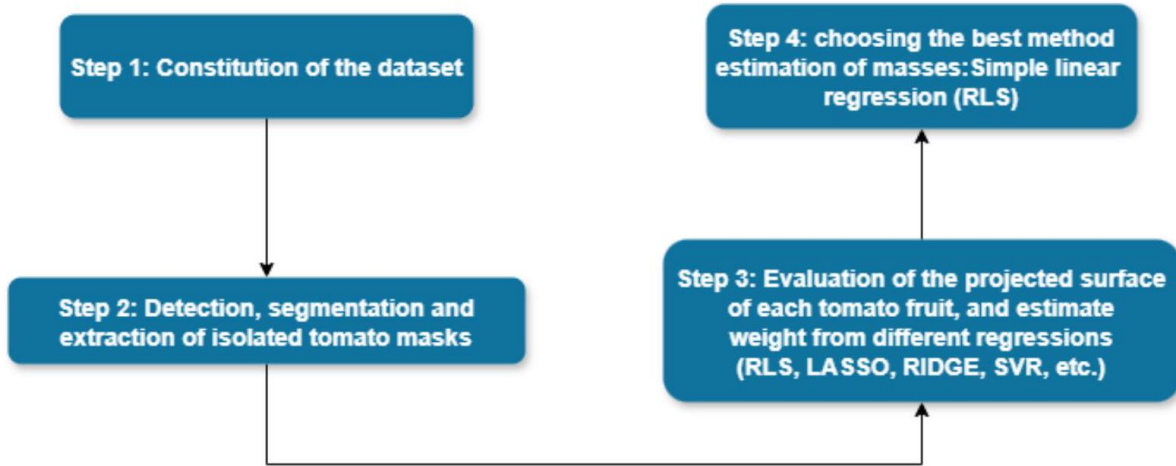 Step 1: Constitution of the dataset
Step 2: Detection, segmentation and
extraction of isolated tomato masks
Step 3: Evaluation of the projected surface
of each tomato fruit, and estimate
weight from different regressions
(RLS, LASSO, RIDGE, SVR, etc.)
Step 4: choosing the best method
estimation of masses:Simple linear
regression (RLS)